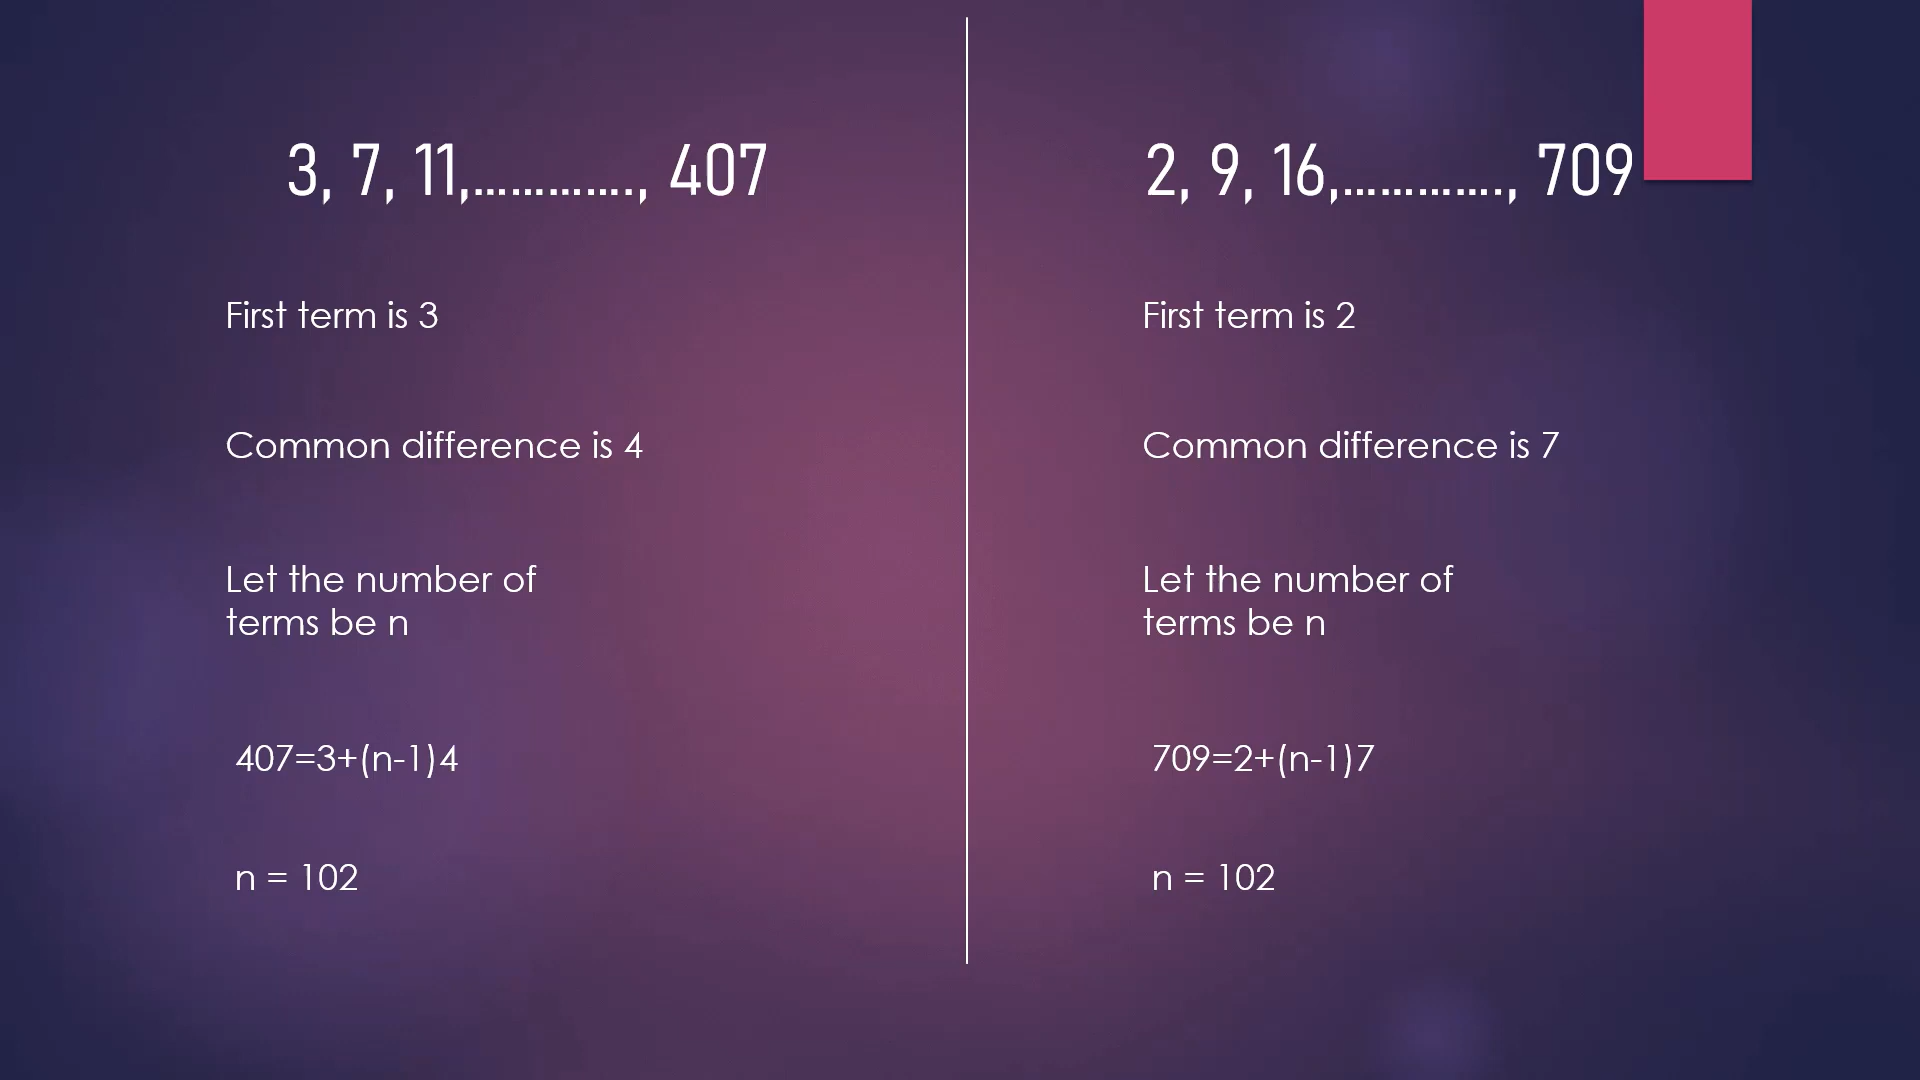 3, 7, 11,…………., 407
First term is 3
Common difference is 4
Let the number of
terms be n
407=3+(n-1)4
n = 102
2, 9, 16,…………., 709
First term is 2
Common difference is 7
Let the number of
terms be n
709=2+(n-1)7
n = 102